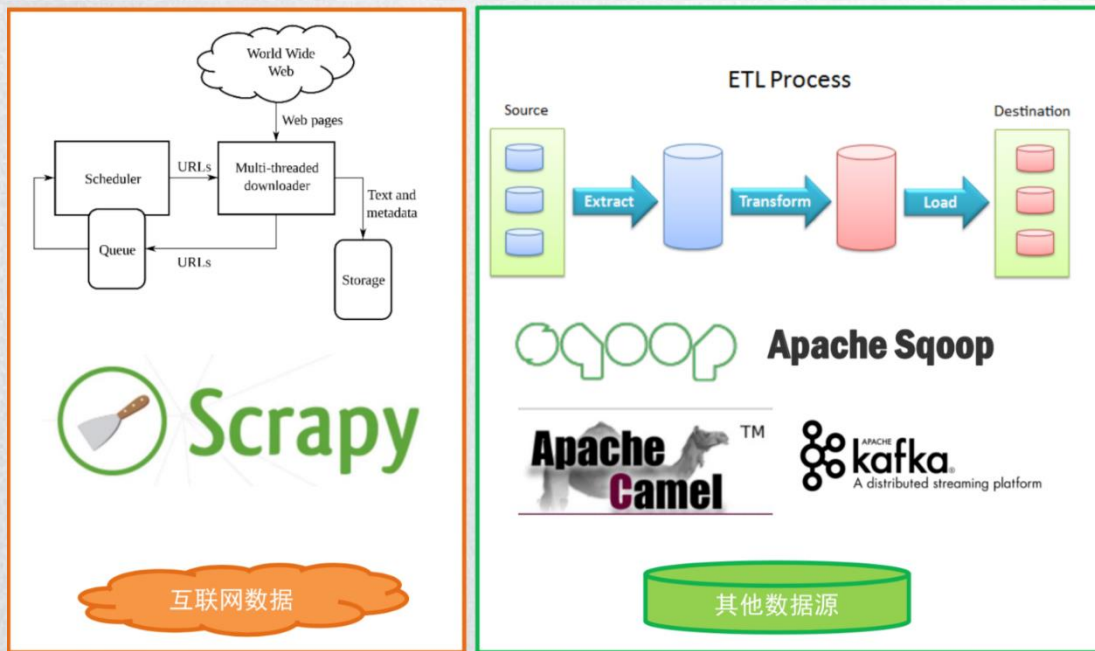 World Wide
Web
Web pages
Scheduler
URLs
Multi-threaded
downloader
Text and
metadata
Queue
URLs
Storage
Scrapy
互联网数据
ETL Process
Source
Destination
Extract
Transform
Load
sqoop
Apache Sqoop
Apache
Camel
TM
APACHE
kafka®
A distributed streaming platform
其他数据源